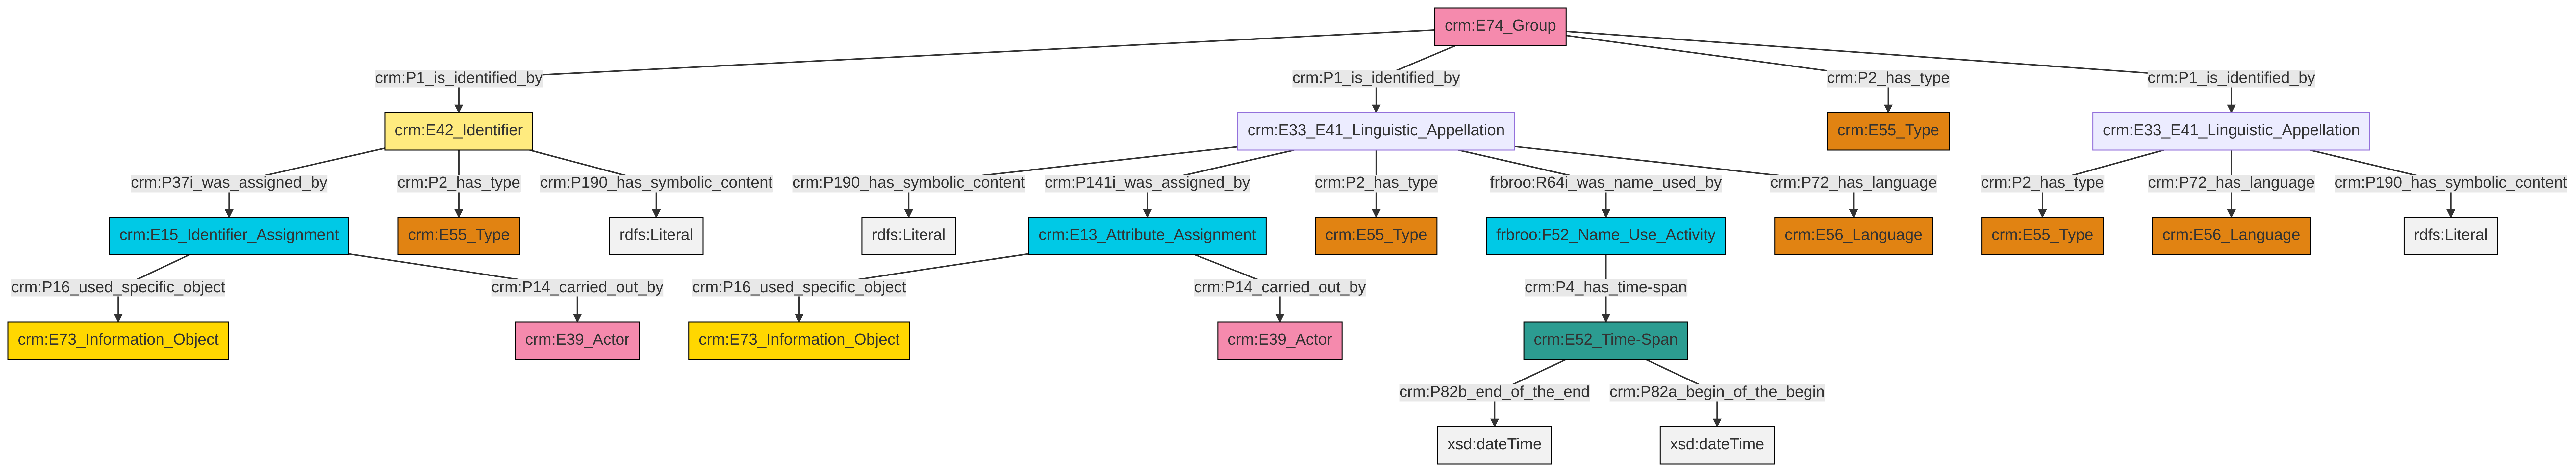 crm:E74_Group
crm:P1_is_identified_by
crm:P1_is_identified_by
crm:P2_has_type
crm:P1_is_identified_by
crm:E42_Identifier
crm:E33_E41_Linguistic_Appellation
crm:E55_Type
crm:E33_E41_Linguistic_Appellation
crm:P37i_was_assigned_by
crm:P2_has_type
crm:P190_has_symbolic_content
crm:P190_has_symbolic_content
crm:P141i_was_assigned_by
crm:P2_has_type
frbroo:R64i_was_name_used_by
crm:P72_has_language
crm:P2_has_type
crm:P72_has_language
crm:P190_has_symbolic_content
crm:E15_Identifier_Assignment
crm:E55_Type
rdfs:Literal
rdfs:Literal
crm:E13_Attribute_Assignment
crm:E55_Type
frbroo:F52_Name_Use_Activity
crm:E56_Language
crm:E55_Type
crm:E56_Language
rdfs:Literal
crm:P16_used_specific_object
crm:P14_carried_out_by
crm:P16_used_specific_object
crm:P14_carried_out_by
crm:P4_has_time-span
crm:E73_Information_Object
crm:E39_Actor
crm:E73_Information_Object
crm:E39_Actor
crm:E52_Time-Span
crm:P82b_end_of_the_end
crm:P82a_begin_of_the_begin
xsd:dateTime
xsd:dateTime